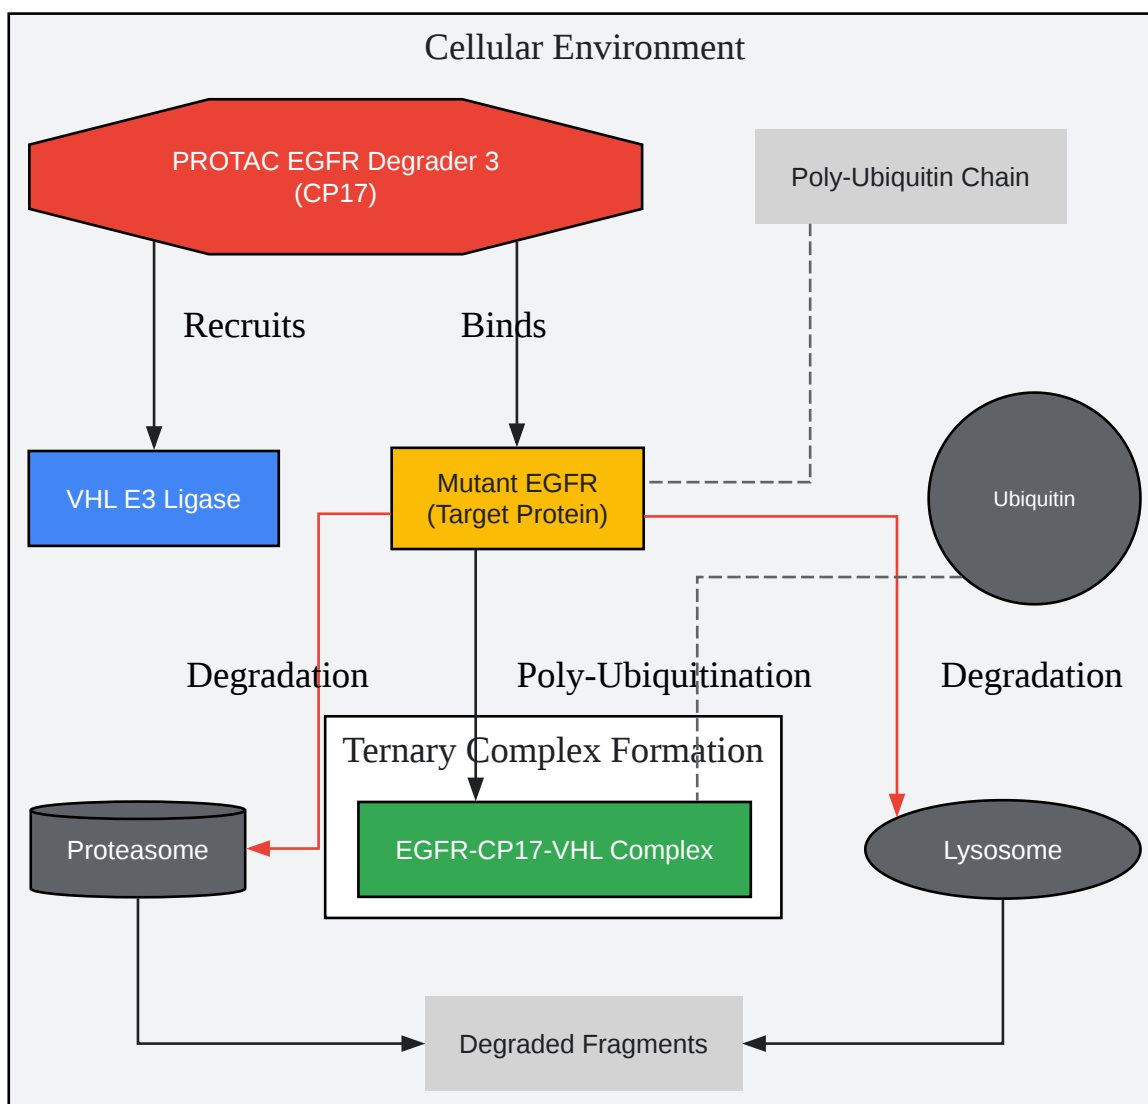 Cellular Environment
PROTAC EGFR Degrader 3
(CP17)
Poly-Ubiquitin Chain
Recruits
Binds
VHL E3 Ligase
Mutant EGFR
(Target Protein)
Ubiquitin
Degradation
Poly-Ubiquitination
Degradation
Ternary Complex Formation
Proteasome
EGFR-CP17-VHL Complex
Lysosome
Degraded Fragments